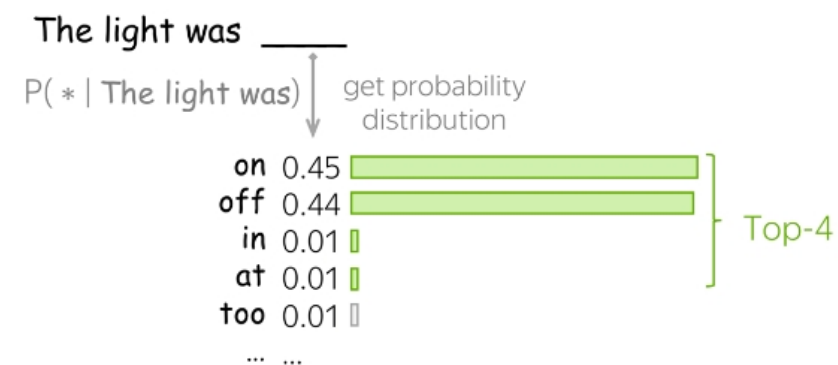 The light was ____
P( * | The light was) get probability
distribution
on 0.45
off 0.44
in 0.01
at 0.01
too 0.01
... ...
Top-4